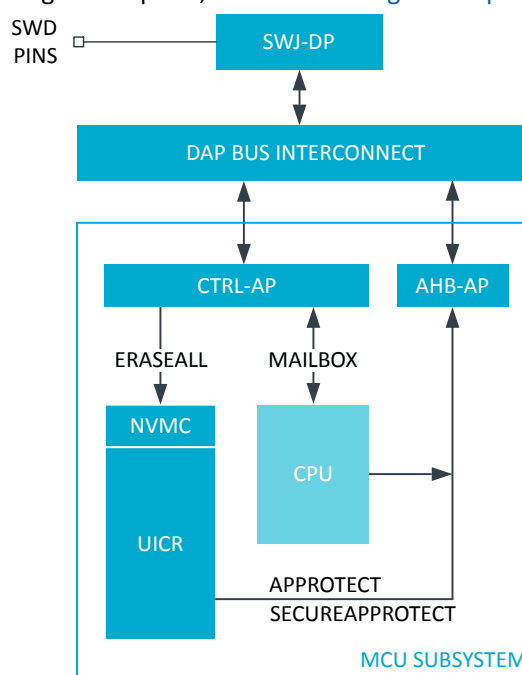 SWD
PINS
SWJ-DP
DAP BUS INTERCONNECT
CTRL-AP
AHB-AP
ERASEALL
MAILBOX
NVMC
CPU
UICR
APPROTECT
SECUREAPPROTECT
MCU SUBSYSTEM